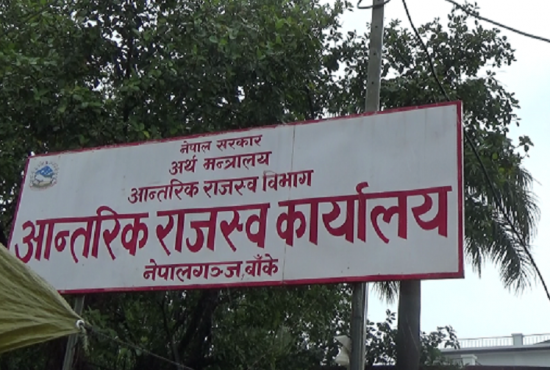 नेपाल सरकार
अर्थ मन्त्रालय
आन्तरिक राजस्व विभाग
आन्तरिक राजस्व कार्यालय
नेपालगञ्ज,बाँके